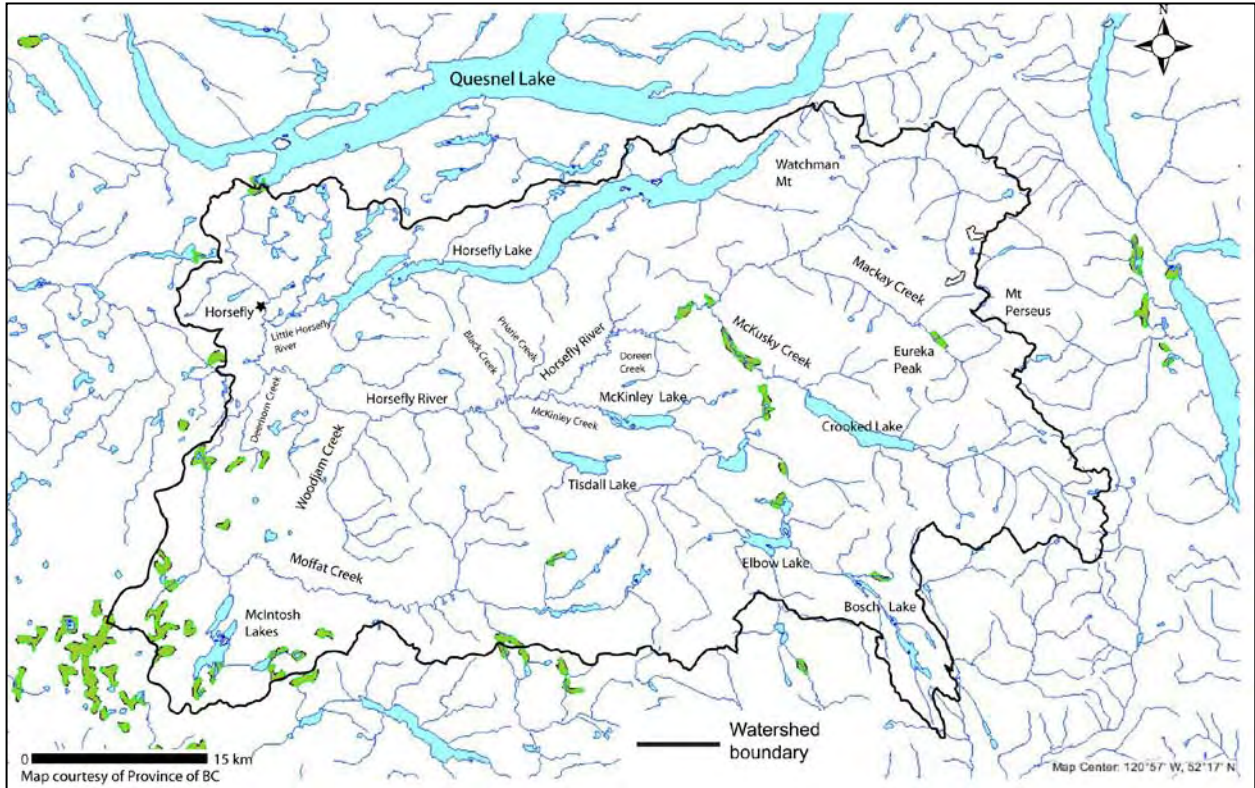 N
Quesnel Lake
Watchman
Mt
Horsefly Lake
Mackay Creek
Horsefly
Mt
Perseus
Little Horsefly
River
Black Creek
Prairie Creek
Horsefly River
McKusky Creek
Doreen
Creek
Eureka
Peak
Deerhorn Creek
Horsefly River
McKinley Lake
McKinley Creek
Crooked Lake
Woodjam Creek
Tisdall Lake
Moffat Creek
Elbow Lake
Bosch Lake
McIntosh
Lakes
Watershed
boundary
0 15 km
Map courtesy of Province of BC
Map Center: 120°57' W, 52°17' N